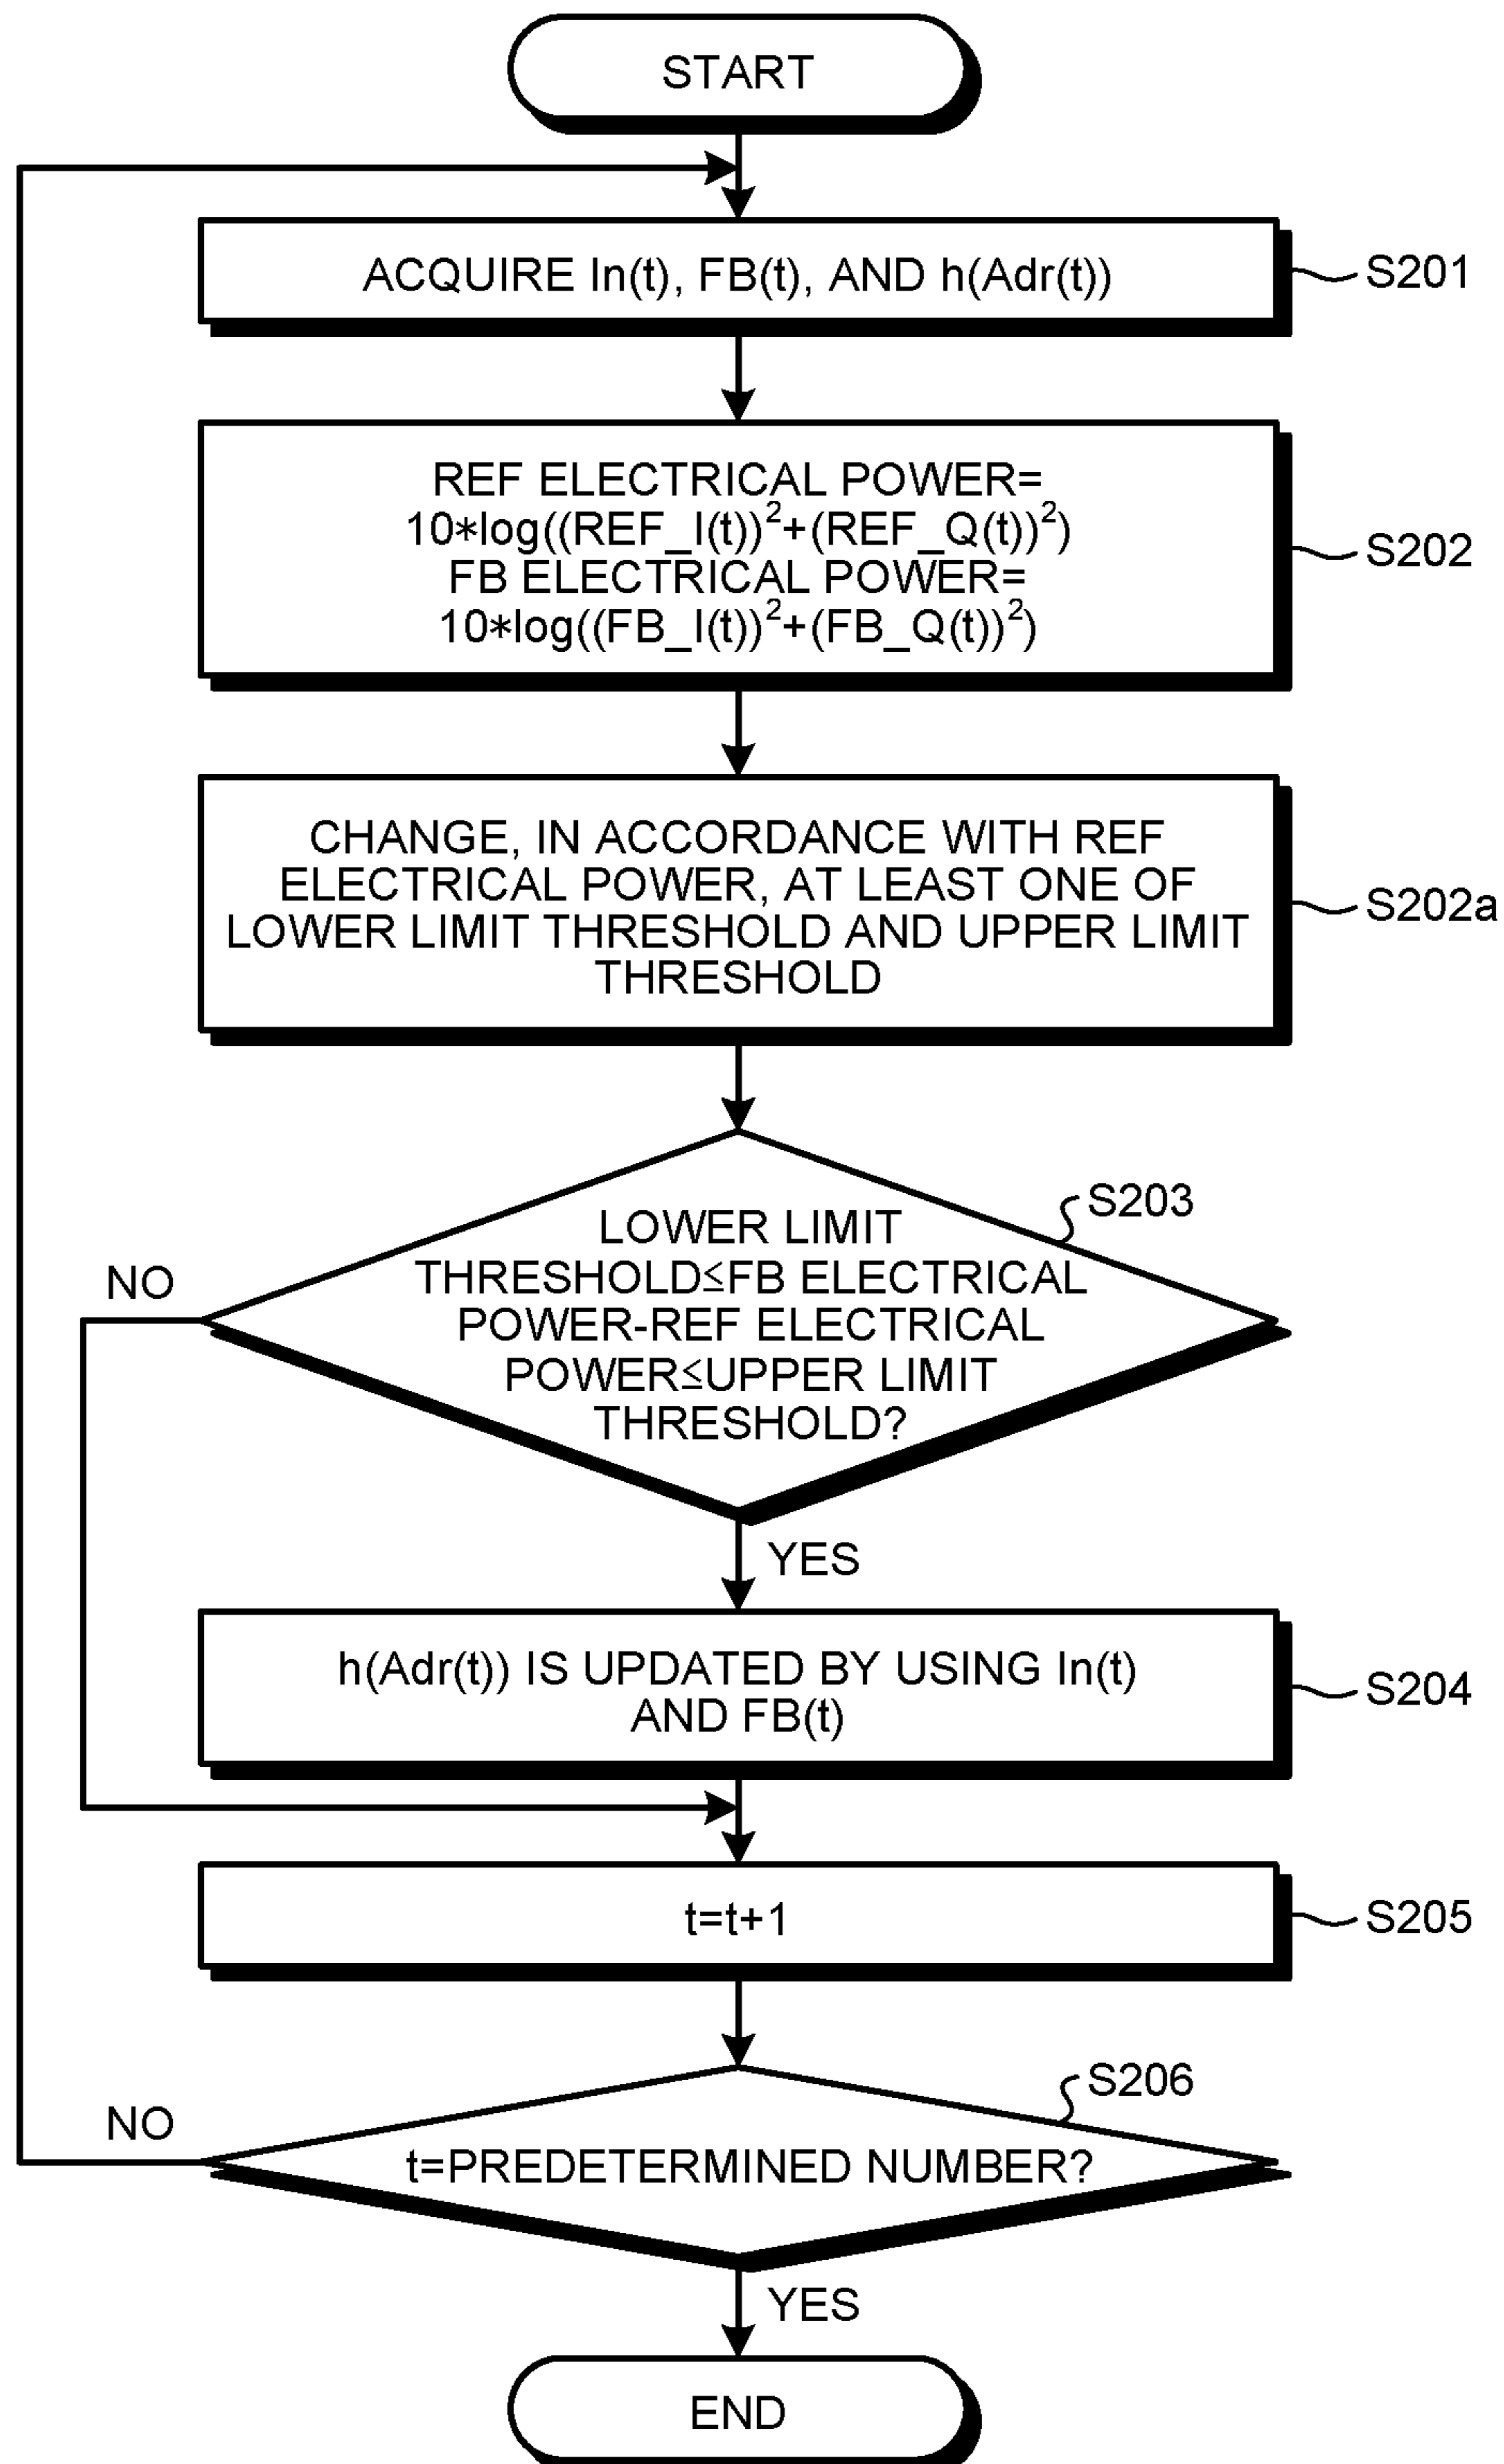 START
ACQUIRE In(t), FB(t), AND h(Adr(t))
S201
REF ELECTRICAL POWER=
10*log((REF_I(t))²+(REF_Q(t))²)
FB ELECTRICAL POWER=
10*log((FB_I(t))²+(FB_Q(t))²)
S202
CHANGE, IN ACCORDANCE WITH REF
ELECTRICAL POWER, AT LEAST ONE OF
LOWER LIMIT THRESHOLD AND UPPER LIMIT
THRESHOLD
S202a
S203
LOWER LIMIT
THRESHOLD≦FB ELECTRICAL
POWER-REF ELECTRICAL
POWER≦UPPER LIMIT
THRESHOLD?
NO
YES
h(Adr(t)) IS UPDATED BY USING In(t)
AND FB(t)
S204
t=t+1
S205
S206
t=PREDETERMINED NUMBER?
NO
YES
END